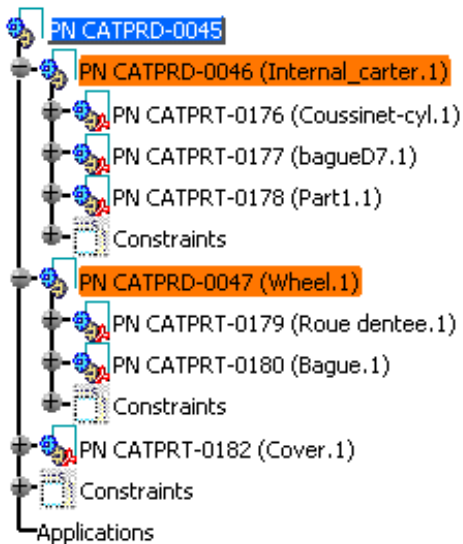 PN CATPRD-0045
PN CATPRD-0046 (Internal_carter.1)
PN CATPRT-0176 (Coussinet-cyl.1)
PN CATPRT-0177 (bagueD7.1)
PN CATPRT-0178 (Part1.1)
Constraints
PN CATPRD-0047 (Wheel.1)
PN CATPRT-0179 (Roue dentee.1)
PN CATPRT-0180 (Bague.1)
Constraints
PN CATPRT-0182 (Cover.1)
Constraints
Applications